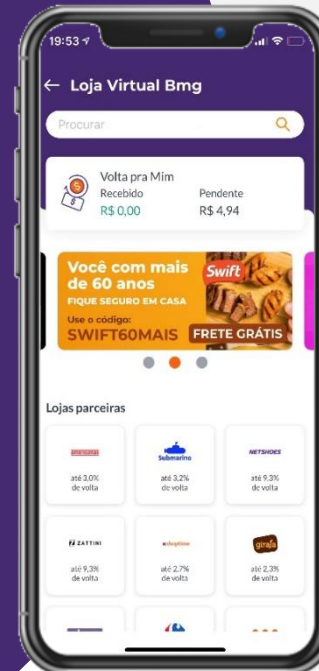 19:53
← Loja Virtual Bmg
Procurar
Volta pra Mim
Recebido Pendente
R$ 0,00 R$ 4,94
Você com mais
de 60 anos
FIQUE SEGURO EM CASA
Use o código:
SWIFT60MAIS FRETE GRÁTIS
Swift
Lojas parceiras
americanas Submarino NETSHOES
até 3,0% até 3,2% até 9,3%
de volta de volta de volta
ZATTINI shoptime girafa
até 9,3% até 2,7% até 2,3%
de volta de volta de volta